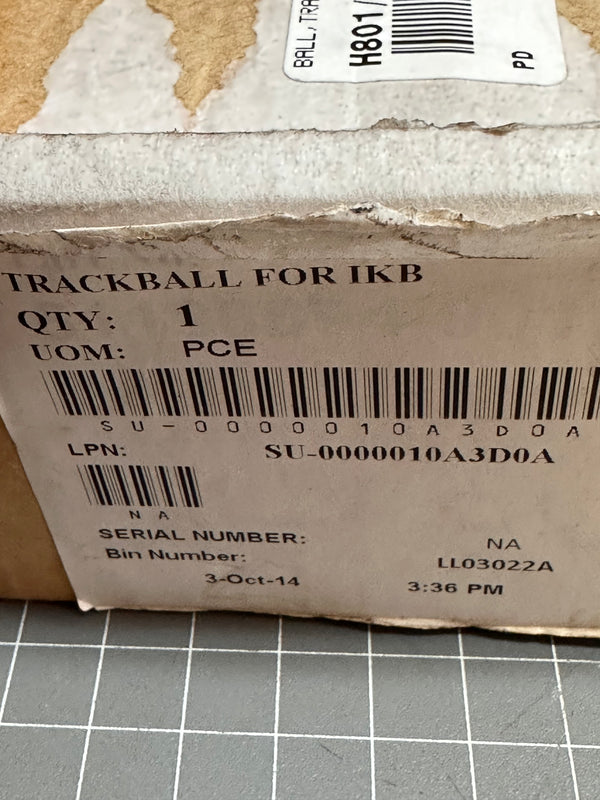 BALL, TRA
H801/
PD
TRACKBALL FOR IKB
QTY: 1
UOM: PCE
SU-0000010A3D0A
LPN: SU-0000010A3D0A
NA
SERIAL NUMBER: NA
Bin Number: LL03022A
3-Oct-14 3:36 PM